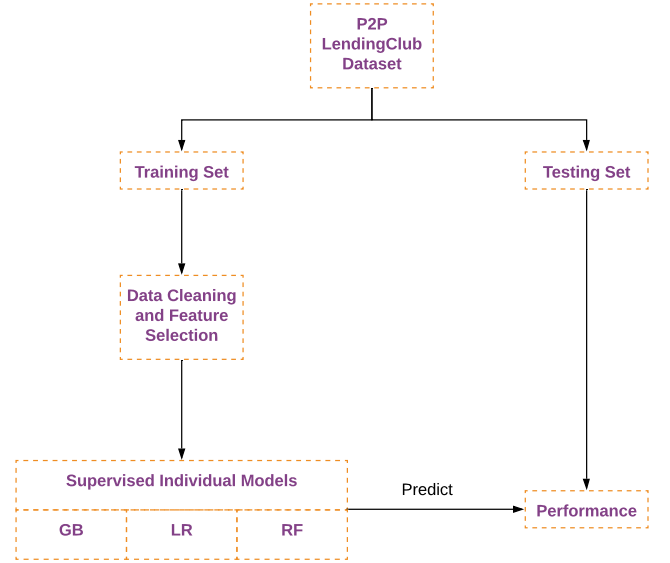 P2P
LendingClub
Dataset
Training Set
Testing Set
Data Cleaning
and Feature
Selection
Supervised Individual Models
Predict
GB
LR
RF
Performance